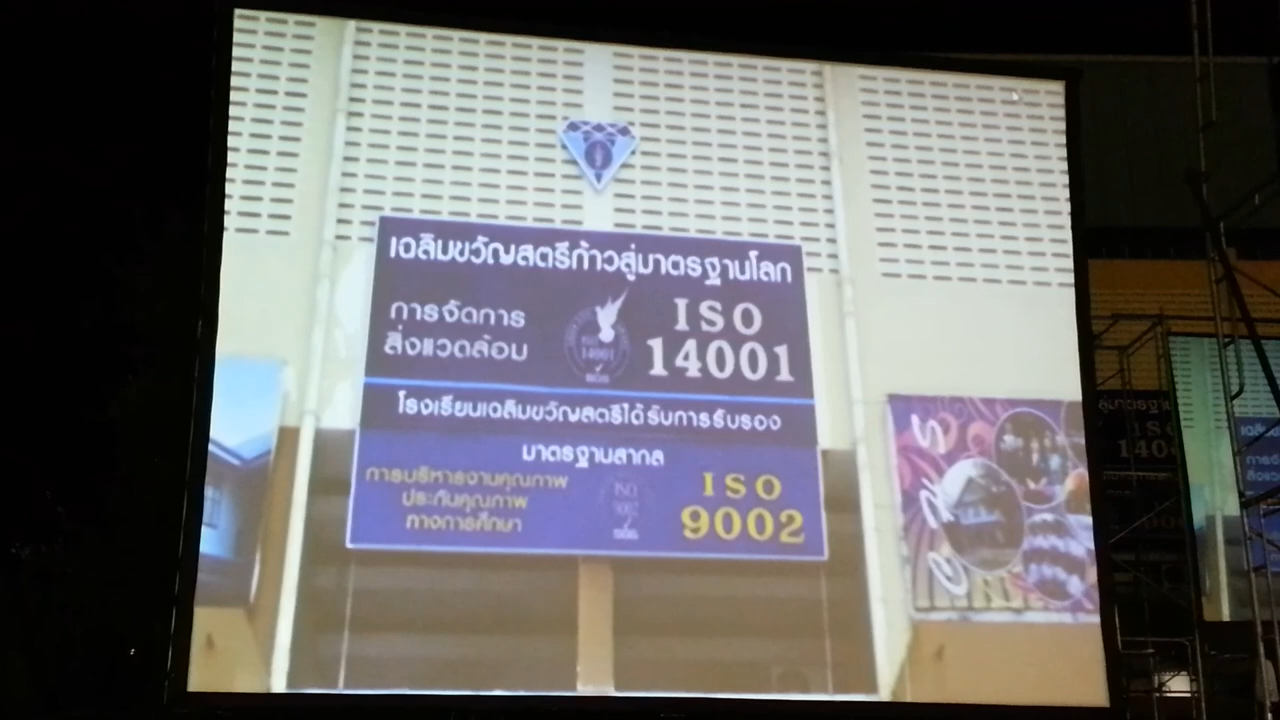 เฉลิมขวัญสตรีก้าวสู่มาตรฐานโลก
การจัดการ
สิ่งแวดล้อม
14001
SGS
ISO
14001
โรงเรียนเฉลิมขวัญสตรีได้รับการรับรอง
มาตรฐานสากล
การบริหารงานคุณภาพ
ประกันคุณภาพ
ทางการศึกษา
ISO
9002
SGS
ISO
9002